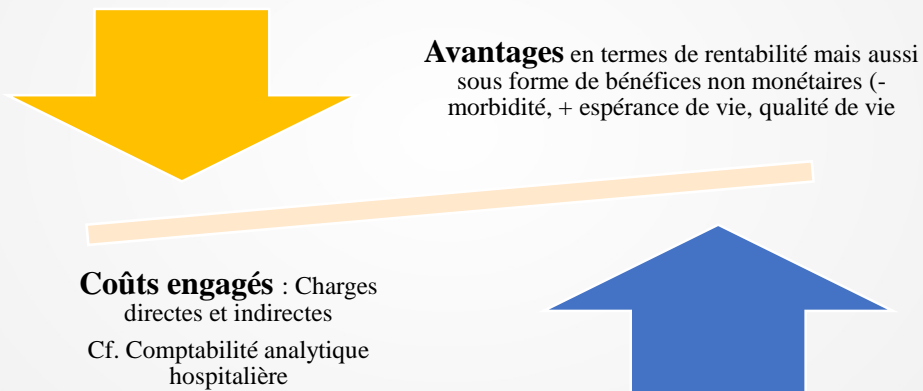 Avantages en termes de rentabilité mais aussi
sous forme de bénéfices non monétaires (-
morbidité, + espérance de vie, qualité de vie
Coûts engagés : Charges
directes et indirectes
Cf. Comptabilité analytique
hospitalière